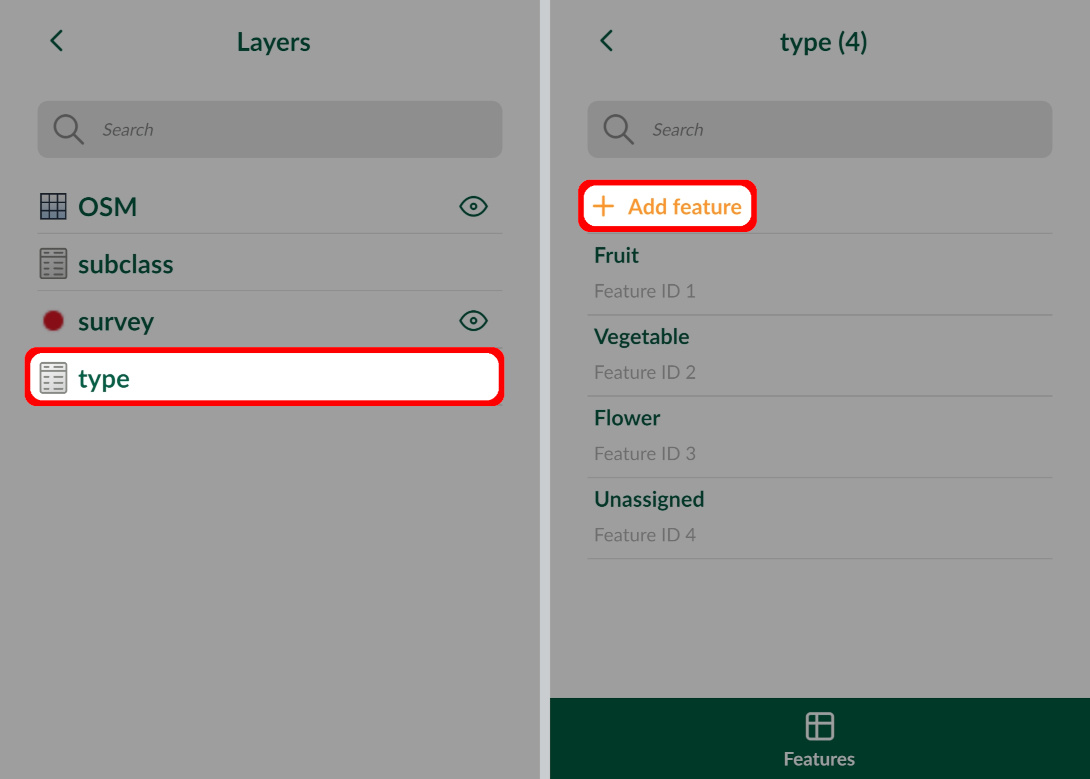 Layers
Search
OSM
subclass
survey
type
type (4)
Search
+ Add feature
Fruit
Feature ID 1
Vegetable
Feature ID 2
Flower
Feature ID 3
Unassigned
Feature ID 4
Features